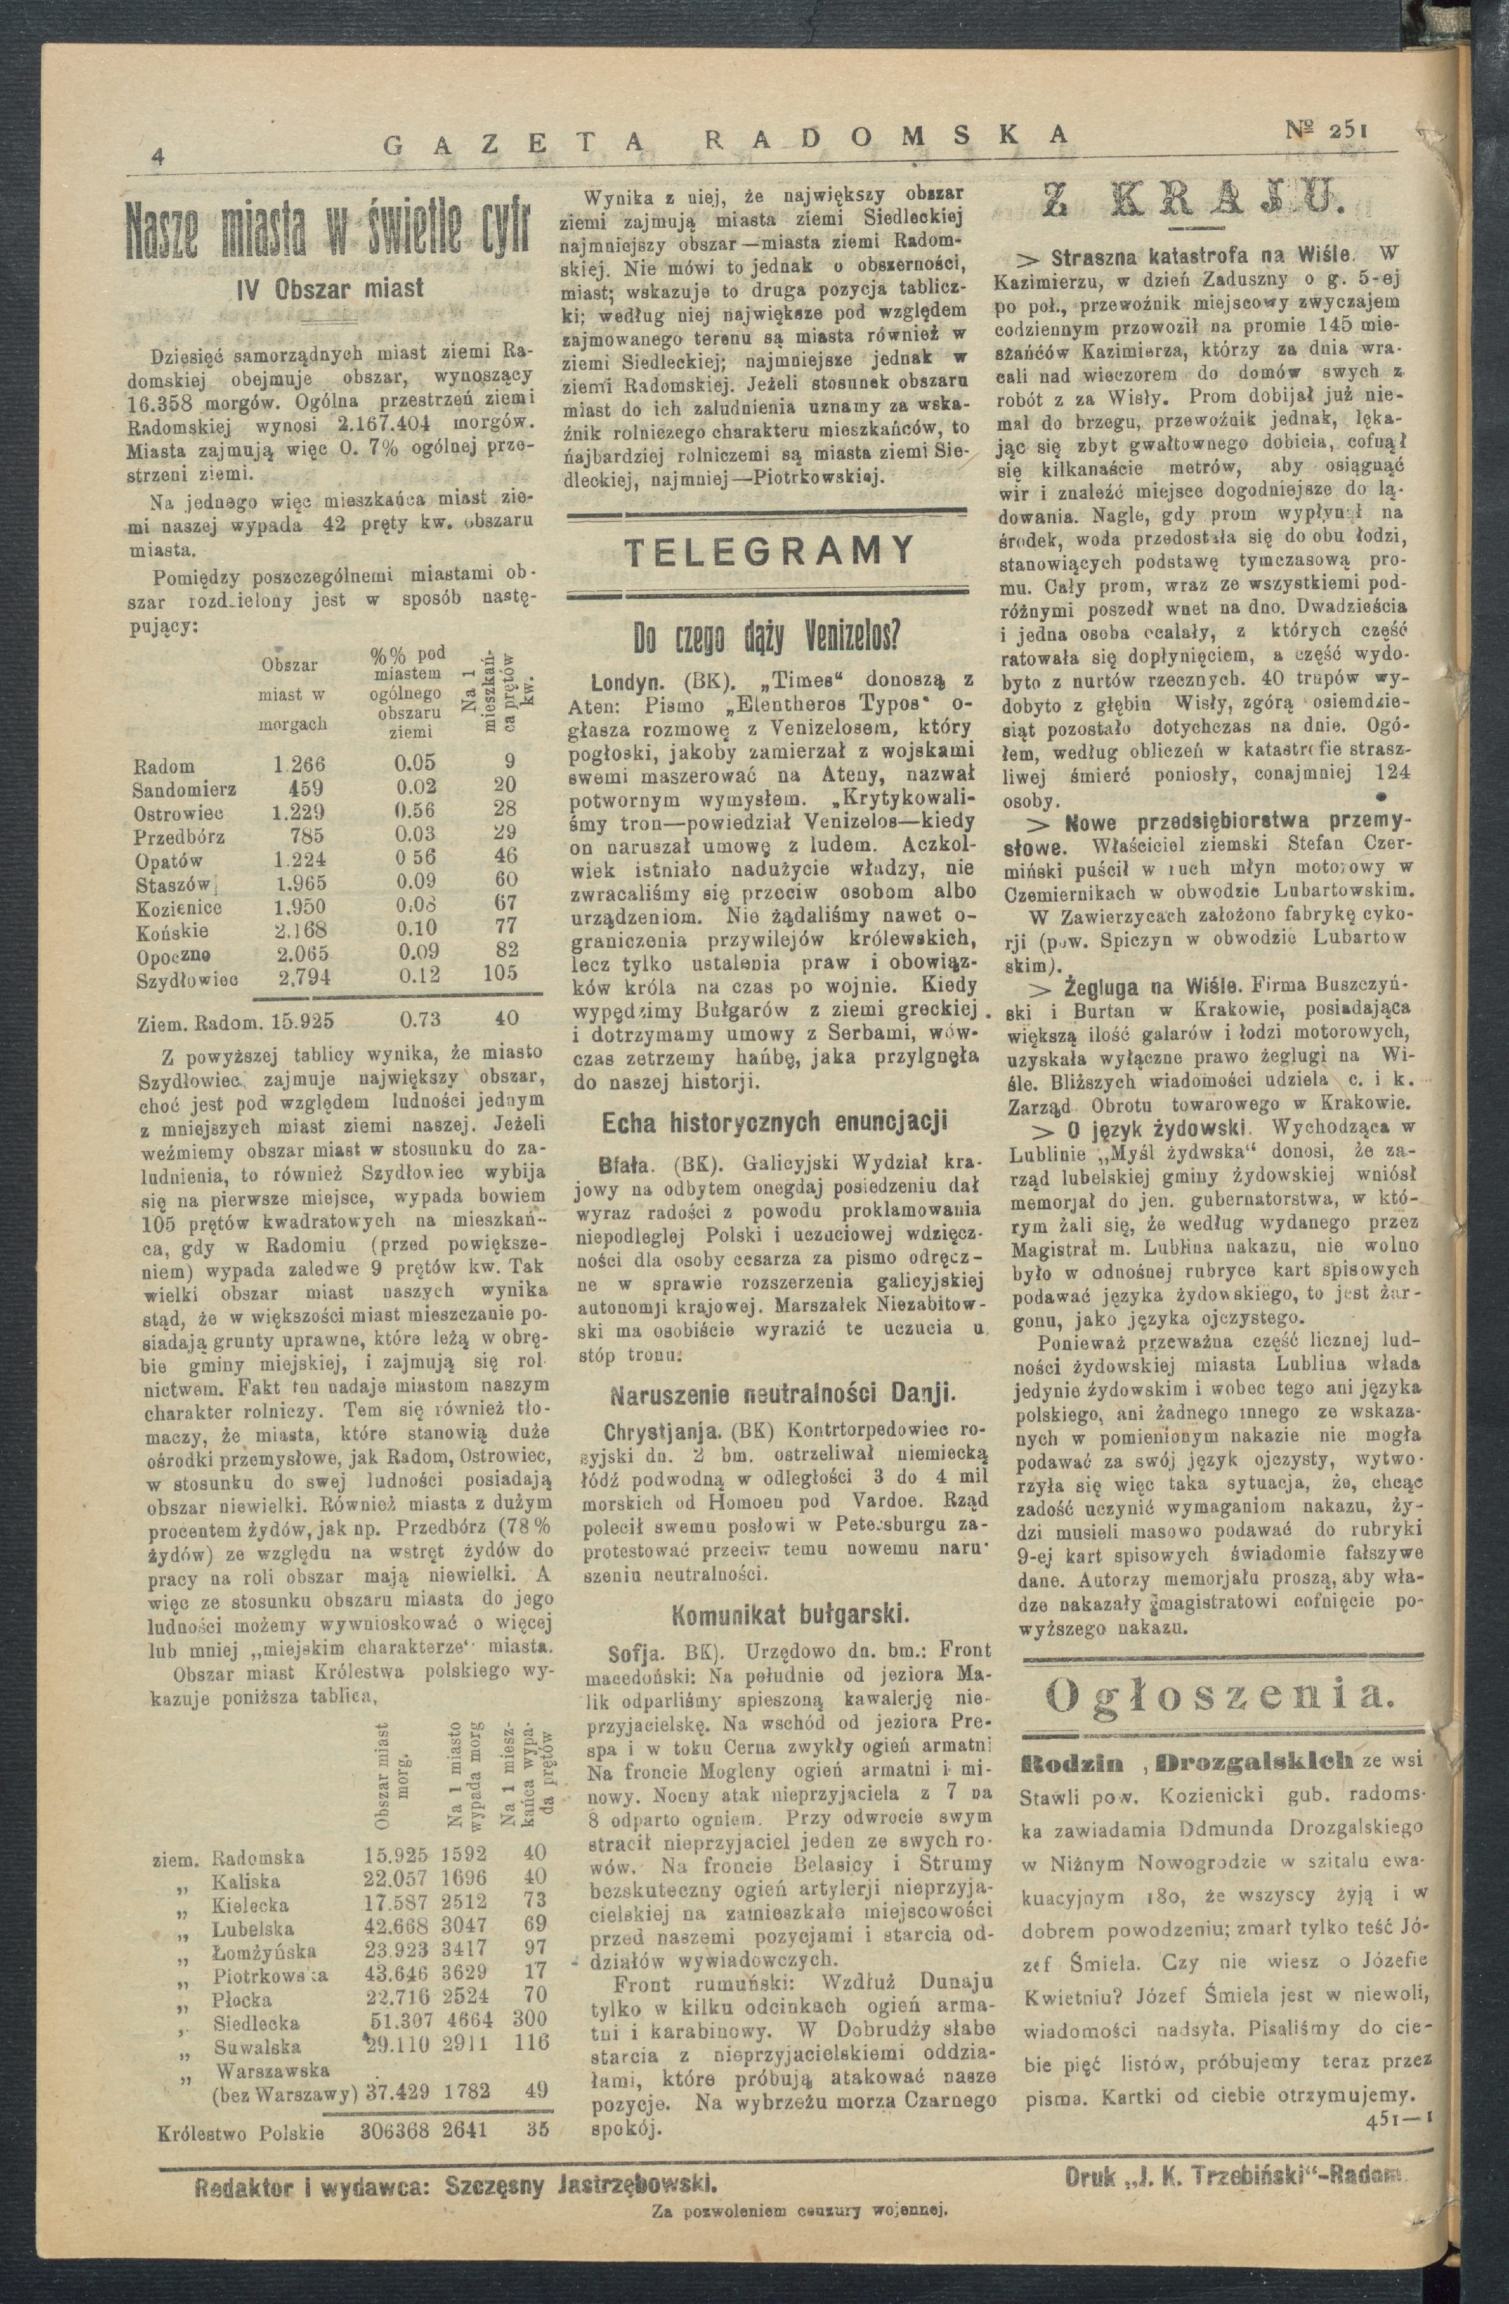 4
GAZETA RADOMSKA
№ 251
Nasze miasta w świetle cyfr
IV Obszar miast
Dzięsięć samorządnych miast ziemi Ra-
domskiej obejmuje obszar, wynoszący
16.358 morgów. Ogólna przestrzeń ziemi
Radomskiej wynosi 2.167.404 morgów.
Miasta zajmują więc 0. 7% ogólnej prze-
strzeni ziemi.
Na jednego więc mieszkańca miast zie-
mi naszej wypada 42 pręty kw. obszaru
miasta.
Pomiędzy poszczególnemi miastami ob-
szar rozdzielony jest w sposób nastę-
pujący:
Obszar miast w morgach
%% pod miastem ogólnego obszaru ziemi
Na 1 mieszkań-ca prętów kw.
Radom 1.266 0.05 9
Sandomierz 459 0.02 20
Ostrowiec 1.229 0.56 28
Przedbórz 785 0.03 29
Opatów 1.224 0 56 46
Staszów 1.965 0.09 60
Kozienice 1.950 0.08 67
Końskie 2.168 0.10 77
Opoczno 2.065 0.09 82
Szydłowiec 2,794 0.12 105
Ziem. Radom. 15.925 0.73 40
Z powyższej tablicy wynika, że miasto
Szydłowiec zajmuje największy obszar,
choć jest pod względem ludności jednym
z mniejszych miast ziemi naszej. Jeżeli
weźmiemy obszar miast w stosunku do za-
ludnienia, to również Szydłowiec wybija
się na pierwsze miejsce, wypada bowiem
105 prętów kwadratowych na mieszkań-
ca, gdy w Radomiu (przed powiększe-
niem) wypada zaledwe 9 prętów kw. Tak
wielki obszar miast naszych wynika
stąd, że w większości miast mieszczanie po-
siadają grunty uprawne, które leżą w obrę-
bie gminy miejskiej, i zajmują się rol
nictwem. Fakt ten nadaje miastom naszym
charakter rolniczy. Tem się również tło-
maczy, że miasta, które stanowią duże
ośrodki przemysłowe, jak Radom, Ostrowiec,
w stosunku do swej ludności posiadają
obszar niewielki. Również miasta z dużym
procentem żydów, jak np. Przedbórz (78%
żydów) ze względu na wstręt żydów do
pracy na roli obszar mają niewielki. A
więc ze stosunku obszaru miasta do jego
ludności możemy wywnioskować o więcej
lub mniej „miejskim charakterze" miasta.
Obszar miast Królestwa polskiego wy-
kazuje poniższa tablica,
Obszar miast morg.
Na 1 miasto wypada morg
Na 1 miesz-kańca wypa-da prętów
ziem. Radomska 15.925 1592 40
„ Kaliska 22.057 1696 40
„ Kielecka 17.587 2512 73
„ Lubelska 42.668 3047 69
„ Łomżyńska 23.923 3417 97
„ Piotrkowska 43.646 3629 17
„ Płocka 22.716 2524 70
„ Siedlecka 51.307 4664 300
„ Suwalska 29.110 2911 116
„ Warszawska
(bez Warszawy) 37.429 1782 49
Królestwo Polskie 306368 2641 35
Wynika z niej, że największy obszar
ziemi zajmują miasta ziemi Siedleckiej
najmniejszy obszar—miasta ziemi Radom-
skiej. Nie mówi to jednak o obszerności,
miast; wskazuje to druga pozycja tablicz-
ki; według niej największe pod względem
zajmowanego terenu są miasta również w
ziemi Siedleckiej; najmniejsze jednak w
ziemi Radomskiej. Jeżeli stosunek obszaru
miast do ich zaludnienia uznamy za wska-
źnik rolniczego charakteru mieszkańców, to
najbardziej rolniczemi są miasta ziemi Sie-
dleckiej, najmniej—Piotrkowskiej.
TELEGRAMY
Do czego dąży Venizelos?
Londyn. (BK). „Times“ donoszą z
Aten: Pismo „Elentheros Typos" o-
głasza rozmowę z Venizelosem, który
pogłoski, jakoby zamierzał z wojskami
swemi maszerować na Ateny, nazwał
potwornym wymysłem. „Krytykowali-
śmy tron—powiedział Venizelos—kiedy
on naruszał umowę z ludem. Aczkol-
wiek istniało nadużycie władzy, nie
zwracaliśmy się przeciw osobom albo
urządzeniom. Nie żądaliśmy nawet o-
graniczenia przywilejów królewskich,
lecz tylko ustalenia praw i obowiąz-
ków króla na czas po wojnie. Kiedy
wypędzimy Bułgarów z ziemi greckiej
i dotrzymamy umowy z Serbami, wów-
czas zetrzemy hańbę, jaka przylgnęła
do naszej historji.
Echa historycznych enuncjacji
Biała. (BK). Galicyjski Wydział kra-
jowy na odbytem onegdaj posiedzeniu dał
wyraz radości z powodu proklamowania
niepodleglej Polski i uczuciowej wdzięcz-
ności dla osoby cesarza za pismo odręcz-
ne w sprawie rozszerzenia galicyjskiej
autonomji krajowej. Marszałek Niezabitow-
ski ma osobiście wyrazić te uczucia u
stóp tronu.
Naruszenie neutralności Danji.
Chrystjanja. (BK) Kontrtorpedowiec ro-
syjski dn. 2 bm. ostrzeliwał niemiecką
łódź podwodną w odległości 3 do 4 mil
morskich od Homoen pod Vardoe. Rząd
polecił swemu posłowi w Petersburgu za-
protestować przeciw temu nowemu naru-
szeniu neutralności.
Komunikat bułgarski.
Sofja. BK). Urzędowo dn. bm.: Front
macedoński: Na południe od jeziora Ma-
lik odparliśmy spieszoną kawalerję nie-
przyjacielskę. Na wschód od jeziora Pre-
spa i w toku Cerna zwykły ogień armatni
Na froncie Mogleny ogień armatni i mi-
nowy. Nocny atak nieprzyjaciela z 7 na
8 odparto ogniem. Przy odwrocie swym
stracił nieprzyjaciel jeden ze swych ro-
wów. Na froncie Belasicy i Strumy
bezskuteczny ogień artylerji nieprzyja-
cielskiej na zamieszkałe miejscowości
przed naszemi pozycjami i starcia od-
działów wywiadowczych.
Front rumuński: Wzdłuż Dunaju
tylko w kilku odcinkach ogień arma-
tni i karabinowy. W Dobrudży słabe
starcia z nieprzyjacielskiemi oddzia-
łami, które próbują atakować nasze
pozycje. Na wybrzeżu morza Czarnego
spokój.
Z KRAJU.
> Straszna katastrofa na Wiśle. W
Kazimierzu, w dzień Zaduszny o g. 5-ej
po poł., przewoźnik miejscowy zwyczajem
codziennym przowoził na promie 145 mie-
szańćów Kazimierza, którzy za dnia wra-
cali nad wieczorem do domów swych z
robót z za Wisły. Prom dobijał już nie-
mal do brzegu, przewoźnik jednak, lęka-
jąc się zbyt gwałtownego dobicia, cofnął
się kilkanaście metrów, aby osiągnąć
wir i znaleźć miejsce dogodniejsze do lą-
dowania. Nagle, gdy prom wypłynął na
środek, woda przedostała się do obu łodzi,
stanowiących podstawę tymczasową pro-
mu. Cały prom, wraz ze wszystkiemi pod-
różnymi poszedł wnet na dno. Dwadzieścia
i jedna osoba ocalały, z których część
ratowała się dopłynięciem, a część wydo-
byto z nurtów rzecznych. 40 trupów wy-
dobyto z głębin Wisły, zgórą osiemdzie-
siąt pozostało dotychczas na dnie. Ogó-
łem, według obliczeń w katastrofie strasz-
liwej śmierć poniosły, conajmniej 124
osoby.
> Nowe przedsiębiorstwa przemy-
słowe. Właściciel ziemski Stefan Czer-
miński puścił w ruch młyn motorowy w
Czemiernikach w obwodzie Lubartowskim.
W Zawierzycach założono fabrykę cyko-
rji (pow. Spiczyn w obwodzie Lubartow
skim).
> Żegluga na Wiśle. Firma Buszczyń-
ski i Burtan w Krakowie, posiadająca
większą ilość galarów i łodzi motorowych,
uzyskała wyłączne prawo żeglugi na Wi-
śle. Bliższych wiadomości udziela c. i k.
Zarząd Obrotu towarowego w Krakowie.
> O język żydowski. Wychodząca w
Lublinie „Myśl żydwska“ donosi, że za-
rząd lubelskiej gminy żydowskiej wniósł
memorjał do jen. gubernatorstwa, w któ-
rym żali się, że według wydanego przez
Magistrat m. Lublina nakazu, nie wolno
było w odnośnej rubryce kart spisowych
podawać języka żydowskiego, to jest żar-
gonu, jako języka ojczystego.
Ponieważ przeważna część licznej lud-
ności żydowskiej miasta Lublina włada
jedynie żydowskim i wobec tego ani języka
polskiego, ani żadnego innego ze wskaza-
nych w pomienionym nakazie nie mogła
podawać za swój język ojczysty, wytwo-
rzyła się więc taka sytuacja, że, chcąc
zadość uczynić wymaganiom nakazu, ży-
dzi musieli masowo podawać do rubryki
9-ej kart spisowych świadomie fałszywe
dane. Autorzy memorjału proszą, aby wła-
dze nakazały magistratowi cofnięcie po-
wyższego nakazu.
Ogłoszenia.
Rodzin , Drozgalskich ze wsi
Stawli pow. Kozienicki gub. radoms-
ka zawiadamia Ddmunda Drozgalskiego
w Niżnym Nowogrodzie w szitalu ewa-
kuacyjnym 180, że wszyscy żyją i w
dobrem powodzeniu; zmarł tylko teść Jó-
zef Śmiela. Czy nie wiesz o Józefie
Kwietniu? Józef Śmiela jest w niewoli,
wiadomości nadsyła. Pisaliśmy do cie-
bie pięć listów, próbujemy teraz przez
pisma. Kartki od ciebie otrzymujemy.
451—1
Redaktor i wydawca: Szczęsny Jastrzębowski.
Druk „J. K. Trzebiński“-Radom.
Za pozwoleniem cenzury wojennej.